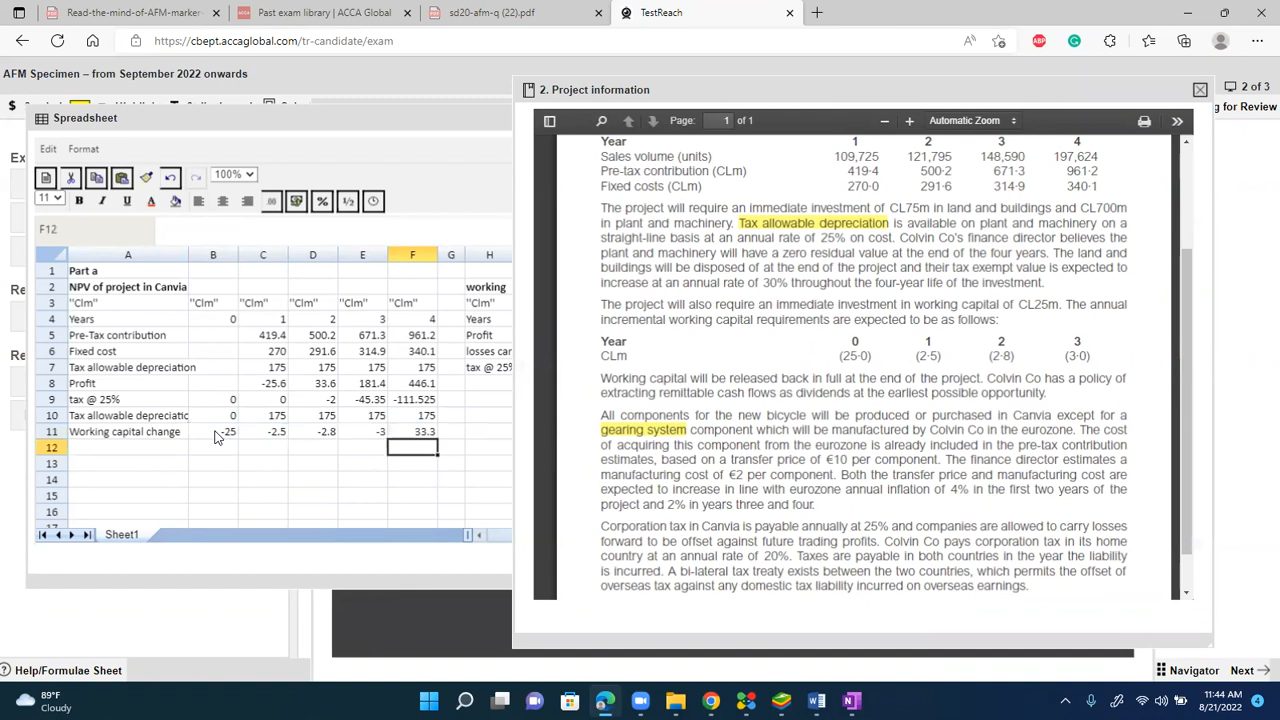 Read-the-mind-of-AFM-marker-
Past exam library | ACCA Global
sd20-afm-q (22).pdf
TestReach
https://cbept.accaglobal.com/tr-candidate/exam
AFM Specimen – from September 2022 onwards
2 of 3
g for Review
Spreadsheet
Edit Format
100%
11
F12
A B C D E F G H
1 Part a
2 NPV of project in Canvia working
3 "Clm" "Clm" "Clm" "Clm" "Clm" "Clm" "Clm"
4 Years 0 1 2 3 4 Years
5 Pre-Tax contribution 419.4 500.2 671.3 961.2 Profit
6 Fixed cost 270 291.6 314.9 340.1 losses car
7 Tax allowable depreciation 175 175 175 175 tax @ 25%
8 Profit -25.6 33.6 181.4 446.1
9 tax @ 25% 0 0 -2 -45.35 -111.525
10 Tax allowable depreciatic 0 175 175 175 175
11 Working capital change -25 -2.5 -2.8 -3 33.3
12
13
14
15
16
17
Sheet1
2. Project information
Page: 1 of 1
Automatic Zoom
Year 1 2 3 4
Sales volume (units) 109,725 121,795 148,590 197,624
Pre-tax contribution (CLm) 419·4 500·2 671·3 961·2
Fixed costs (CLm) 270·0 291·6 314·9 340·1
The project will require an immediate investment of CL75m in land and buildings and CL700m
in plant and machinery. Tax allowable depreciation is available on plant and machinery on a
straight-line basis at an annual rate of 25% on cost. Colvin Co's finance director believes the
plant and machinery will have a zero residual value at the end of the four years. The land and
buildings will be disposed of at the end of the project and their tax exempt value is expected to
increase at an annual rate of 30% throughout the four-year life of the investment.
The project will also require an immediate investment in working capital of CL25m. The annual
incremental working capital requirements are expected to be as follows:
Year 0 1 2 3
CLm (25·0) (2·5) (2·8) (3·0)
Working capital will be released back in full at the end of the project. Colvin Co has a policy of
extracting remittable cash flows as dividends at the earliest possible opportunity.
All components for the new bicycle will be produced or purchased in Canvia except for a
gearing system component which will be manufactured by Colvin Co in the eurozone. The cost
of acquiring this component from the eurozone is already included in the pre-tax contribution
estimates, based on a transfer price of €10 per component. The finance director estimates a
manufacturing cost of €2 per component. Both the transfer price and manufacturing cost are
expected to increase in line with eurozone annual inflation of 4% in the first two years of the
project and 2% in years three and four.
Corporation tax in Canvia is payable annually at 25% and companies are allowed to carry losses
forward to be offset against future trading profits. Colvin Co pays corporation tax in its home
country at an annual rate of 20%. Taxes are payable in both countries in the year the liability
is incurred. A bi-lateral tax treaty exists between the two countries, which permits the offset of
overseas tax against any domestic tax liability incurred on overseas earnings.
Help/Formulae Sheet
Navigator
Next
89°F
Cloudy
11:44 AM
8/21/2022